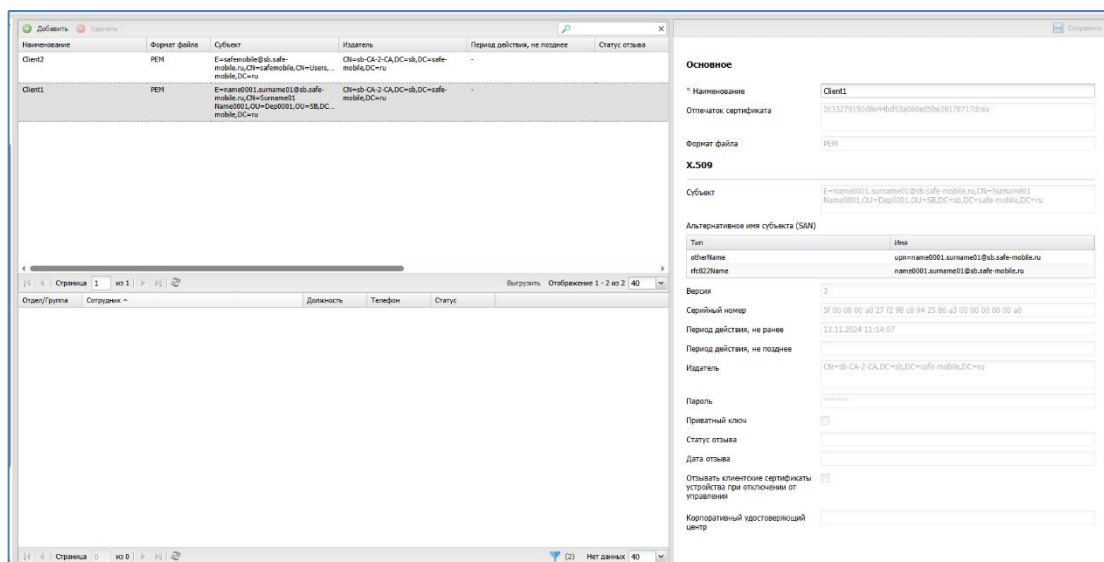 Добавить Удалить
Наименование Формат файла Субъект Издатель Период действия, не позднее Статус отзыва
Client2 PEM E=safemobile@sb.safe- CN=sb-CA-2-CA,DC=sb,DC=safe- -
mobile.ru,CN=safemobile,CN=Users,... mobile,DC=ru
mobile,DC=ru
Client1 PEM E=name0001.surname01@sb.safe- CN=sb-CA-2-CA,DC=sb,DC=safe- -
mobile.ru,CN=Surname01 mobile,DC=ru
Name0001,OU=Dep0001,OU=SB,DC...
mobile,DC=ru
Страница 1 из 1 Выгрузить Отображение 1 - 2 из 2 40
Отдел/Группа Сотрудник Должность Телефон Статус
Страница 0 из 0 (2) Нет данных 40
Сохранить
Основное
* Наименование Client1
Отпечаток сертификата
Формат файла PEM
X.509
Субъект E=name0001.surname01@sb.safe-mobile.ru,CN=Surname01
Name0001,OU=Dep0001,OU=SB,DC=sb,DC=safe-mobile,DC=ru
Альтернативное имя субъекта (SAN)
Тип Имя
otherName upn=name0001.surname01@sb.safe-mobile.ru
rfc822Name name0001.surname01@sb.safe-mobile.ru
Версия 3
Серийный номер 5f 00 00 00 a0 27 f2 98 c0 94 25 86 a3 00 00 00 00 00 a0
Период действия, не ранее 13.11.2024 11:14:07
Период действия, не позднее
Издатель CN=sb-CA-2-CA,DC=sb,DC=safe-mobile,DC=ru
Пароль ******
Приватный ключ
Статус отзыва
Дата отзыва
Отзывать клиентские сертификаты
устройства при отключении от
управления
Корпоративный удостоверяющий
центр